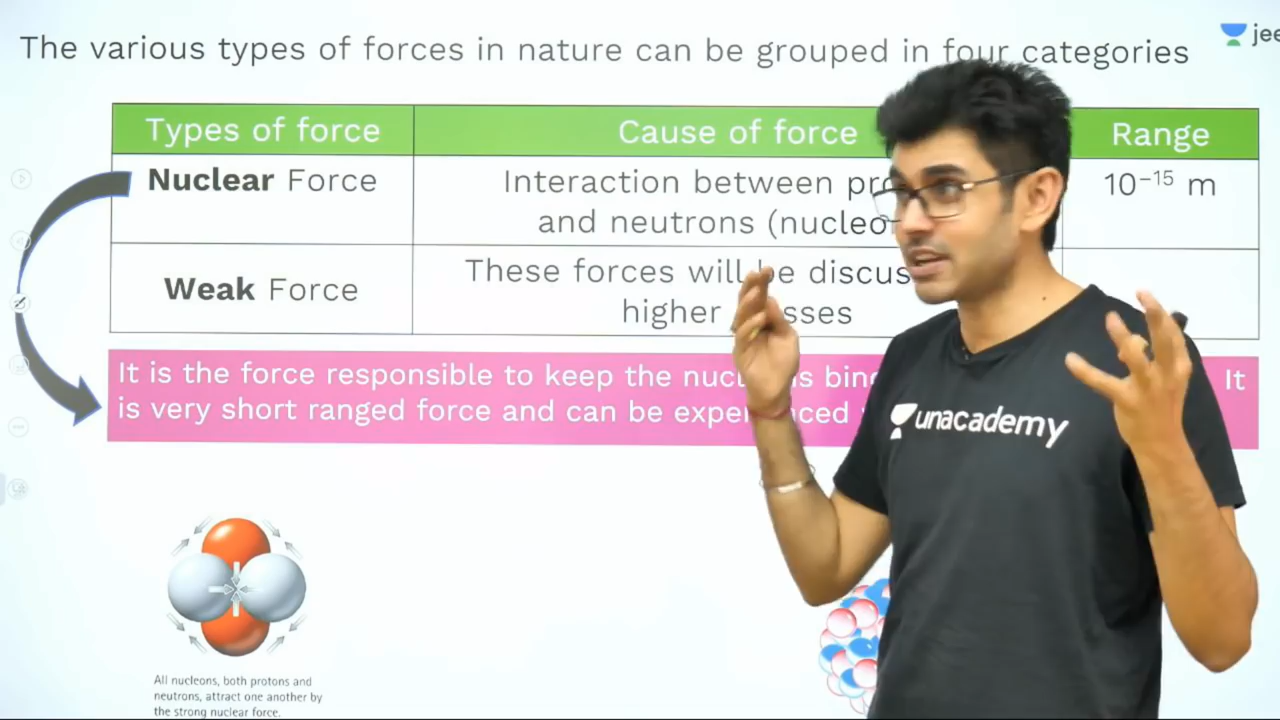 The various types of forces in nature can be grouped in four categories
jee
Types of force
Cause of force
Range
Nuclear Force
Interaction between
and neutrons
10⁻¹⁵ m
Weak Force
These forces will be
higher
It is the force responsible to keep the It
is very short ranged force and can be
unacademy
All nucleons, both protons and
neutrons, attract one another by
the strong nuclear force.